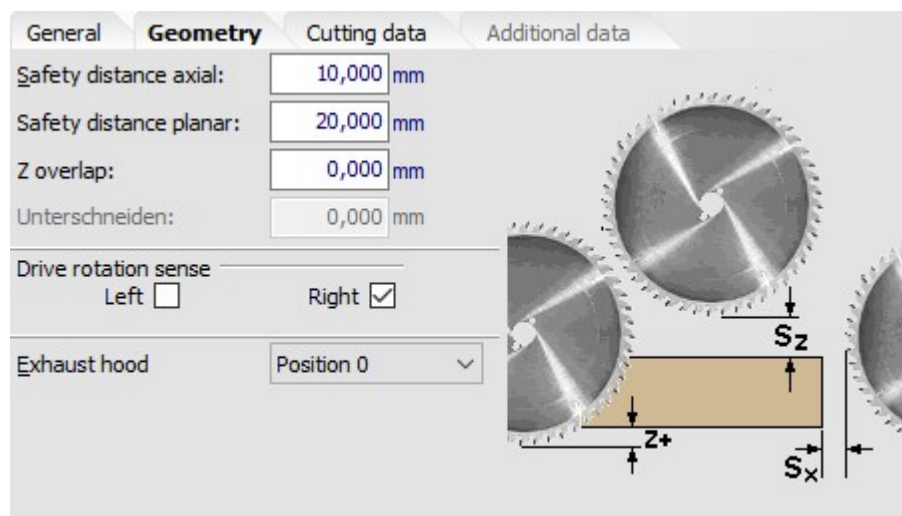 General Geometry Cutting data Additional data
Safety distance axial: 10,000 mm
Safety distance planar: 20,000 mm
Z overlap: 0,000 mm
Unterschneiden: 0,000 mm
Drive rotation sense
Left Right
Exhaust hood Position 0
Sz
z+
Sx